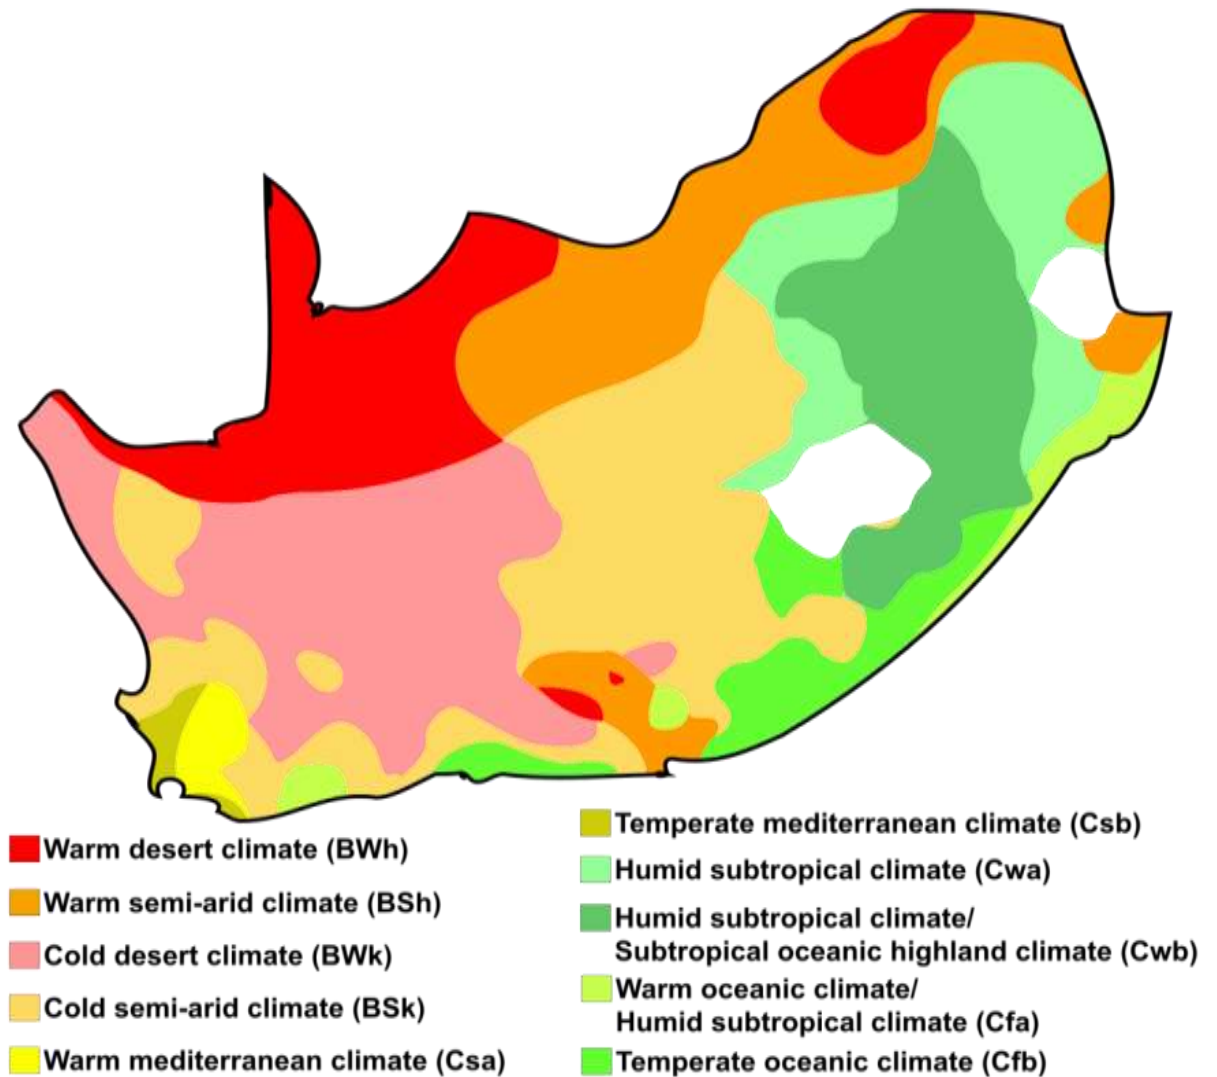 Warm desert climate (BWh)
Warm semi-arid climate (BSh)
Cold desert climate (BWk)
Cold semi-arid climate (BSk)
Warm mediterranean climate (Csa)
Temperate mediterranean climate (Csb)
Humid subtropical climate (Cwa)
Humid subtropical climate/
Subtropical oceanic highland climate (Cwb)
Warm oceanic climate/
Humid subtropical climate (Cfa)
Temperate oceanic climate (Cfb)